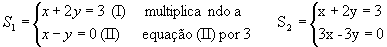 S₁ = { x + 2y = 3 (I) multiplica ndo a
x − y = 0 (II) equação (II) por 3
S₂ = { x + 2y = 3
3x -3y = 0